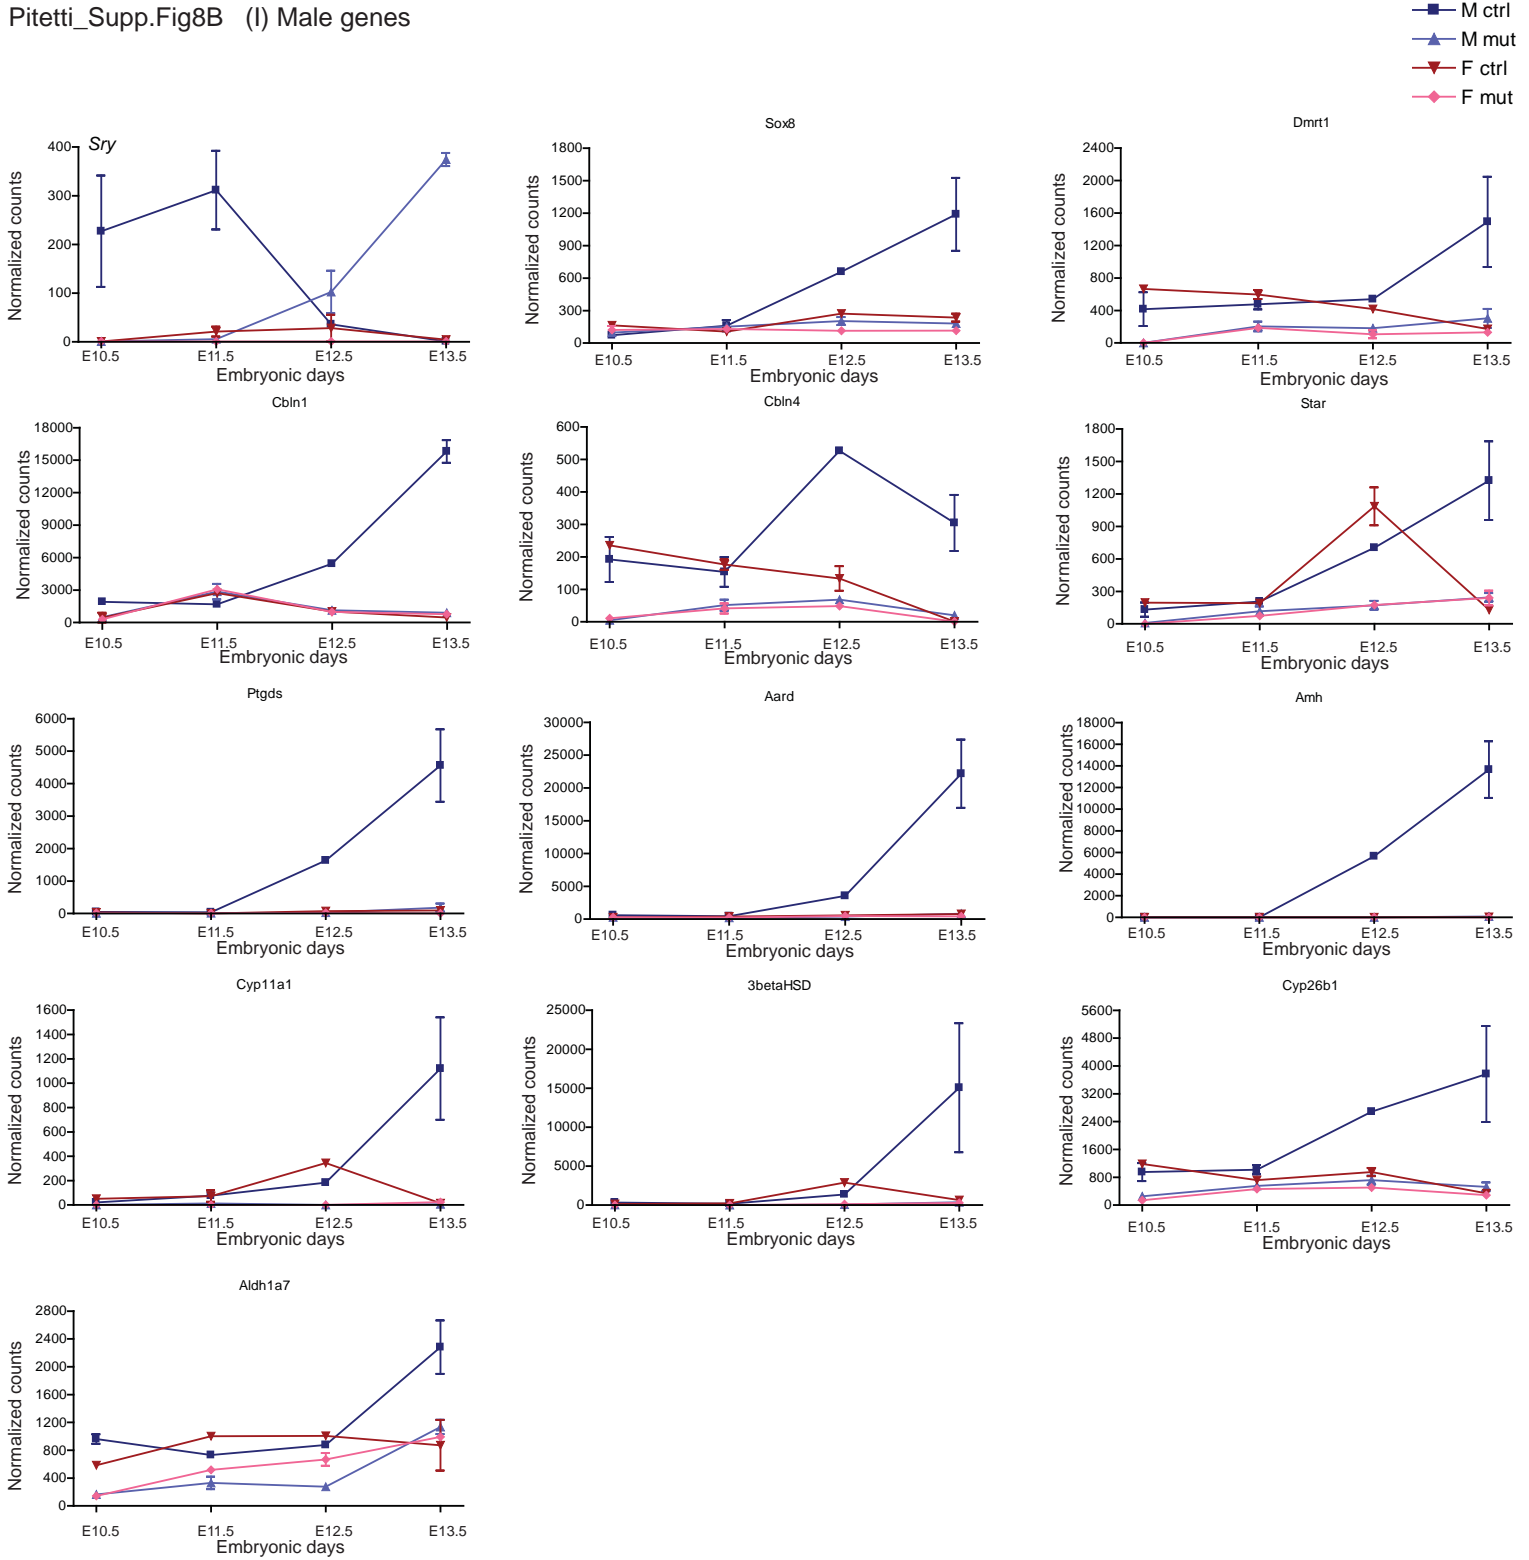 Pitetti_Supp.Fig8B (I) Male genes
M ctrl
M mut
F ctrl
F mut
Sry
Normalized counts
400
300
200
100
0
E10.5 E11.5 E12.5 E13.5
Embryonic days
Sox8
Normalized counts
1800
1500
1200
900
600
300
0
E10.5 E11.5 E12.5 E13.5
Embryonic days
Dmrt1
Normalized counts
2400
2000
1600
1200
800
400
0
E10.5 E11.5 E12.5 E13.5
Embryonic days
Cbln1
Normalized counts
18000
15000
12000
9000
6000
3000
0
E10.5 E11.5 E12.5 E13.5
Embryonic days
Cbln4
Normalized counts
600
500
400
300
200
100
0
E10.5 E11.5 E12.5 E13.5
Embryonic days
Star
Normalized counts
1800
1500
1200
900
600
300
0
E10.5 E11.5 E12.5 E13.5
Embryonic days
Ptgds
Normalized counts
6000
5000
4000
3000
2000
1000
0
E10.5 E11.5 E12.5 E13.5
Embryonic days
Aard
Normalized counts
30000
25000
20000
15000
10000
5000
0
E10.5 E11.5 E12.5 E13.5
Embryonic days
Amh
Normalized counts
18000
16000
14000
12000
10000
8000
6000
4000
2000
0
E10.5 E11.5 E12.5 E13.5
Embryonic days
Cyp11a1
Normalized counts
1600
1400
1200
1000
800
600
400
200
0
E10.5 E11.5 E12.5 E13.5
Embryonic days
3betaHSD
Normalized counts
25000
20000
15000
10000
5000
0
E10.5 E11.5 E12.5 E13.5
Embryonic days
Cyp26b1
Normalized counts
5600
4800
4000
3200
2400
1600
800
0
E10.5 E11.5 E12.5 E13.5
Embryonic days
Aldh1a7
Normalized counts
2800
2400
2000
1600
1200
800
400
0
E10.5 E11.5 E12.5 E13.5
Embryonic days